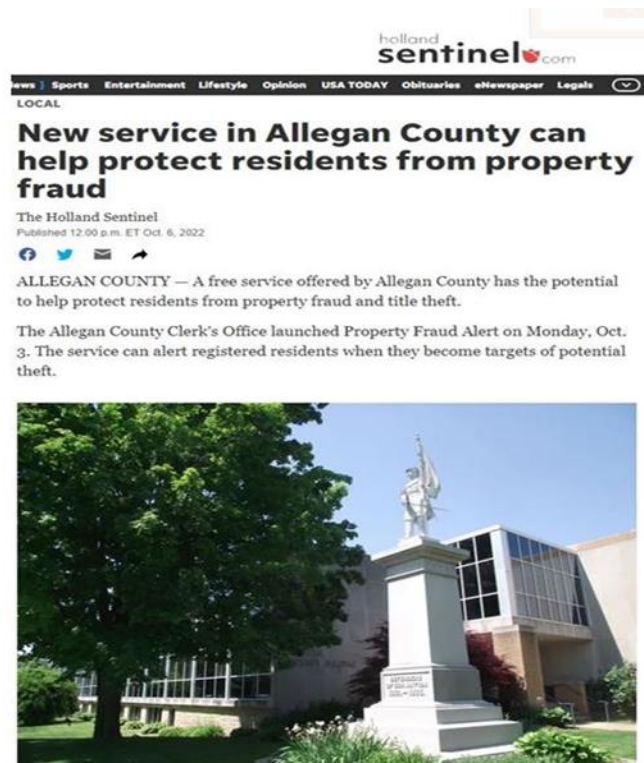 holland
sentinel.com
News Sports Entertainment Lifestyle Opinion USA TODAY Obituaries eNewspaper Legals
LOCAL
New service in Allegan County can
help protect residents from property
fraud
The Holland Sentinel
Published 12:00 p.m. ET Oct. 6, 2022
ALLEGAN COUNTY — A free service offered by Allegan County has the potential
to help protect residents from property fraud and title theft.
The Allegan County Clerk's Office launched Property Fraud Alert on Monday, Oct.
3. The service can alert registered residents when they become targets of potential
theft.
DEFENDERS